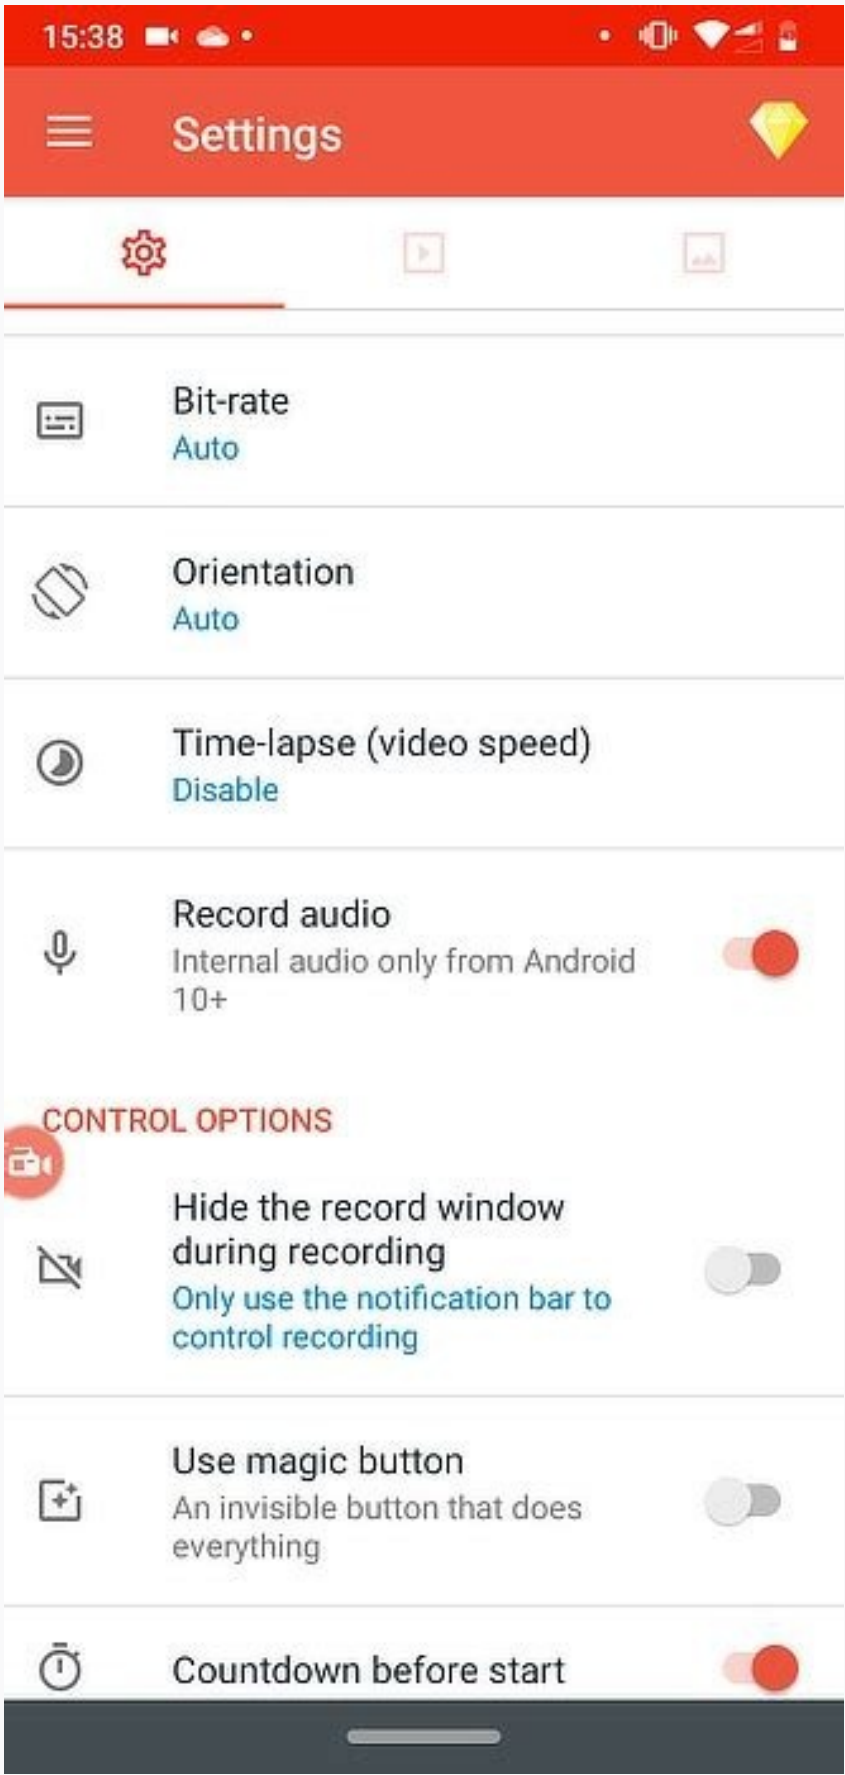 15:38
Settings
Bit-rate
Auto
Orientation
Auto
Time-lapse (video speed)
Disable
Record audio
Internal audio only from Android
10+
CONTROL OPTIONS
Hide the record window
during recording
Only use the notification bar to
control recording
Use magic button
An invisible button that does
everything
Countdown before start